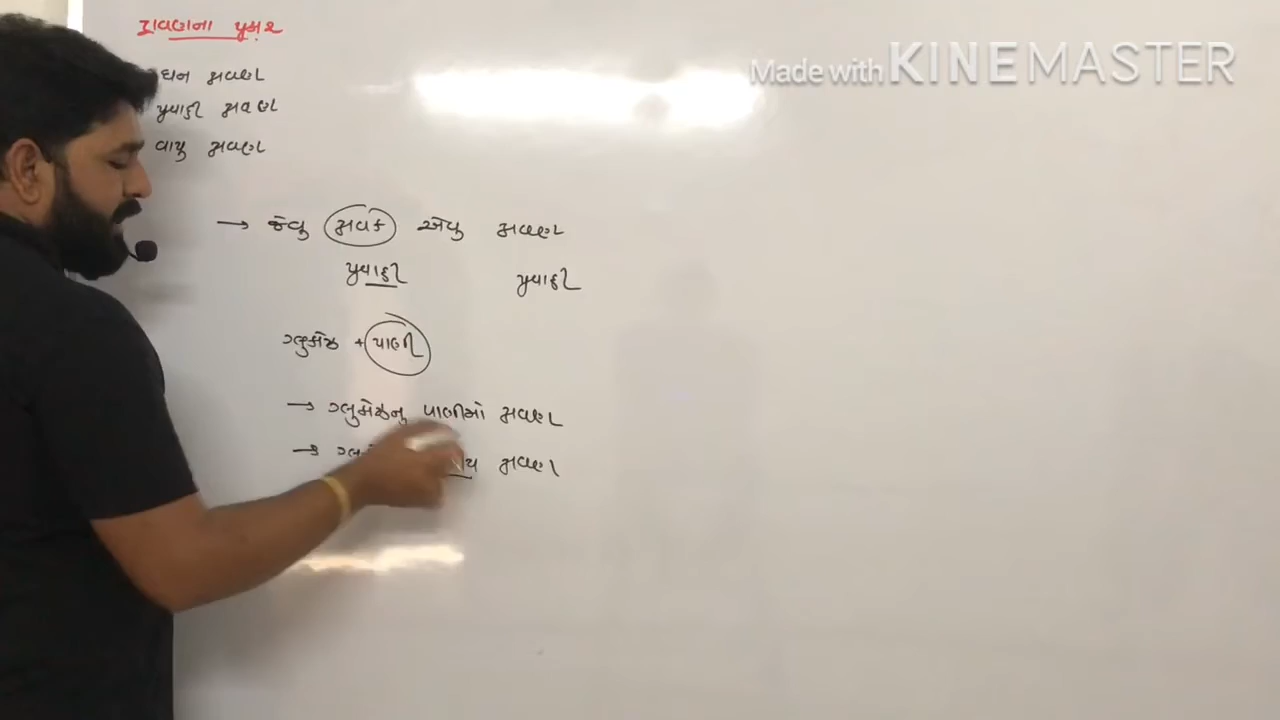 દ્રાવણના પ્રકાર
Made with KINEMASTER
ઘન દ્રાવણ
પ્રવાહી દ્રાવણ
વાયુ દ્રાવણ
→ જેવુ દ્રાવક એવુ દ્રાવણ
પ્રવાહી પ્રવાહી
ગ્લુકોઝ + પાણી
→ ગ્લુકોઝનુ પાણીમાં દ્રાવણ
→ દ્રાવણ